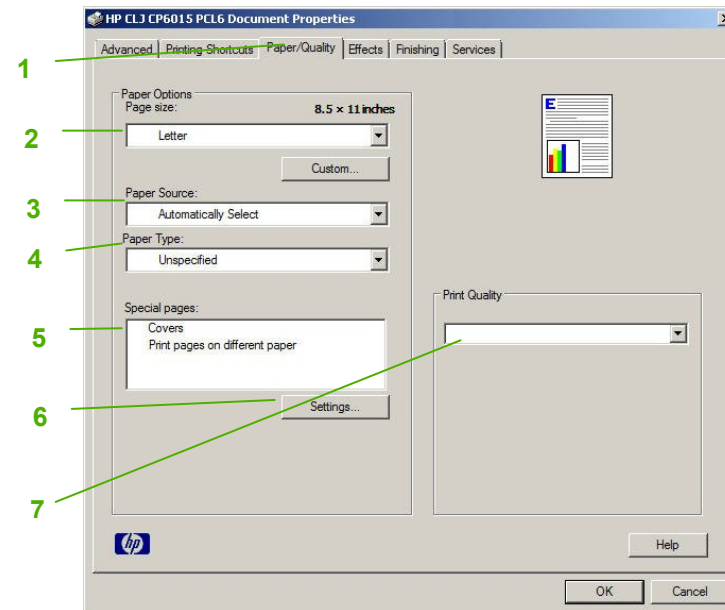 HP CLJ CP6015 PCL6 Document Properties
Advanced Printing Shortcuts Paper/Quality Effects Finishing Services
1
Paper Options
Page size: 8.5 × 11 inches
2
Letter
Custom...
3
Paper Source:
Automatically Select
4
Paper Type:
Unspecified
5
Special pages:
Covers
Print pages on different paper
6
Settings...
7
E
Print Quality
hp
Help
OK Cancel